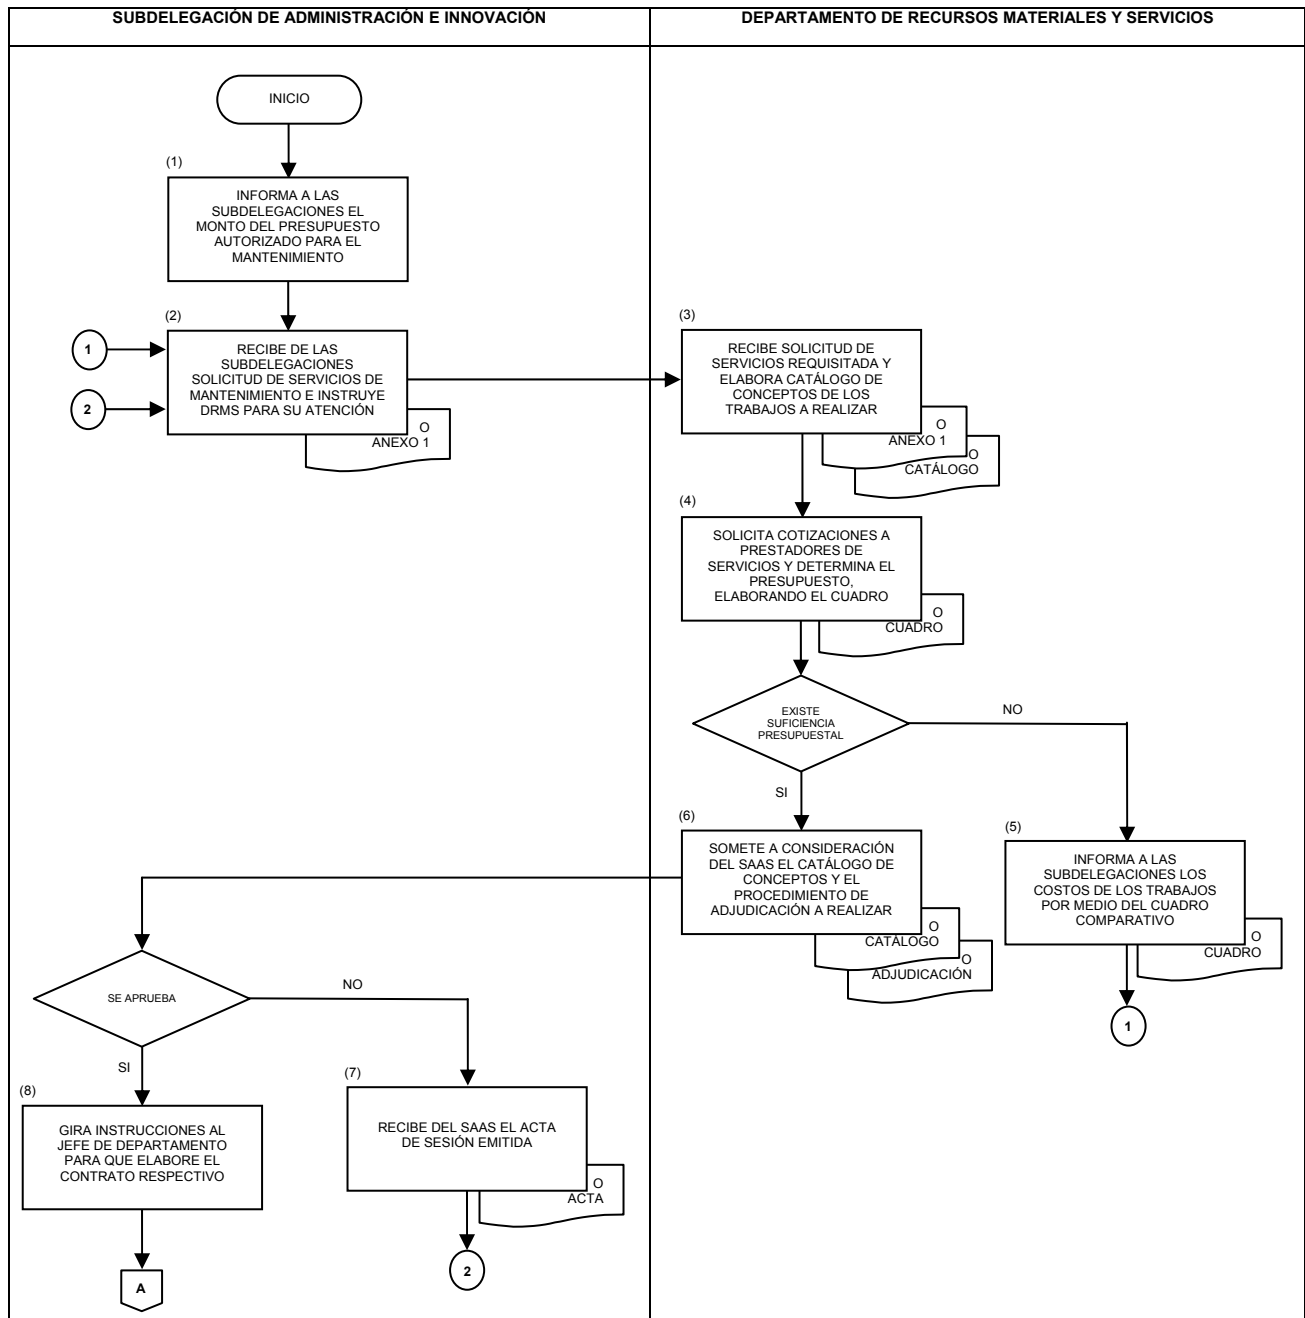 SUBDELEGACIÓN DE ADMINISTRACIÓN E INNOVACIÓN
DEPARTAMENTO DE RECURSOS MATERIALES Y SERVICIOS
INICIO
(1)
INFORMA A LAS
SUBDELEGACIONES EL
MONTO DEL PRESUPUESTO
AUTORIZADO PARA EL
MANTENIMIENTO
(2)
1
2
RECIBE DE LAS
SUBDELEGACIONES
SOLICITUD DE SERVICIOS DE
MANTENIMIENTO E INSTRUYE
DRMS PARA SU ATENCIÓN
O
ANEXO 1
(3)
RECIBE SOLICITUD DE
SERVICIOS REQUISITADA Y
ELABORA CATÁLOGO DE
CONCEPTOS DE LOS
TRABAJOS A REALIZAR
O
ANEXO 1
O
CATÁLOGO
(4)
SOLICITA COTIZACIONES A
PRESTADORES DE
SERVICIOS Y DETERMINA EL
PRESUPUESTO,
ELABORANDO EL CUADRO
O
CUADRO
EXISTE
SUFICIENCIA
PRESUPUESTAL
NO
SI
(5)
INFORMA A LAS
SUBDELEGACIONES LOS
COSTOS DE LOS TRABAJOS
POR MEDIO DEL CUADRO
COMPARATIVO
O
CUADRO
1
(6)
SOMETE A CONSIDERACIÓN
DEL SAAS EL CATÁLOGO DE
CONCEPTOS Y EL
PROCEDIMIENTO DE
ADJUDICACIÓN A REALIZAR
O
CATÁLOGO
O
ADJUDICACIÓN
SE APRUEBA
NO
SI
(7)
RECIBE DEL SAAS EL ACTA
DE SESIÓN EMITIDA
O
ACTA
2
(8)
GIRA INSTRUCCIONES AL
JEFE DE DEPARTAMENTO
PARA QUE ELABORE EL
CONTRATO RESPECTIVO
A